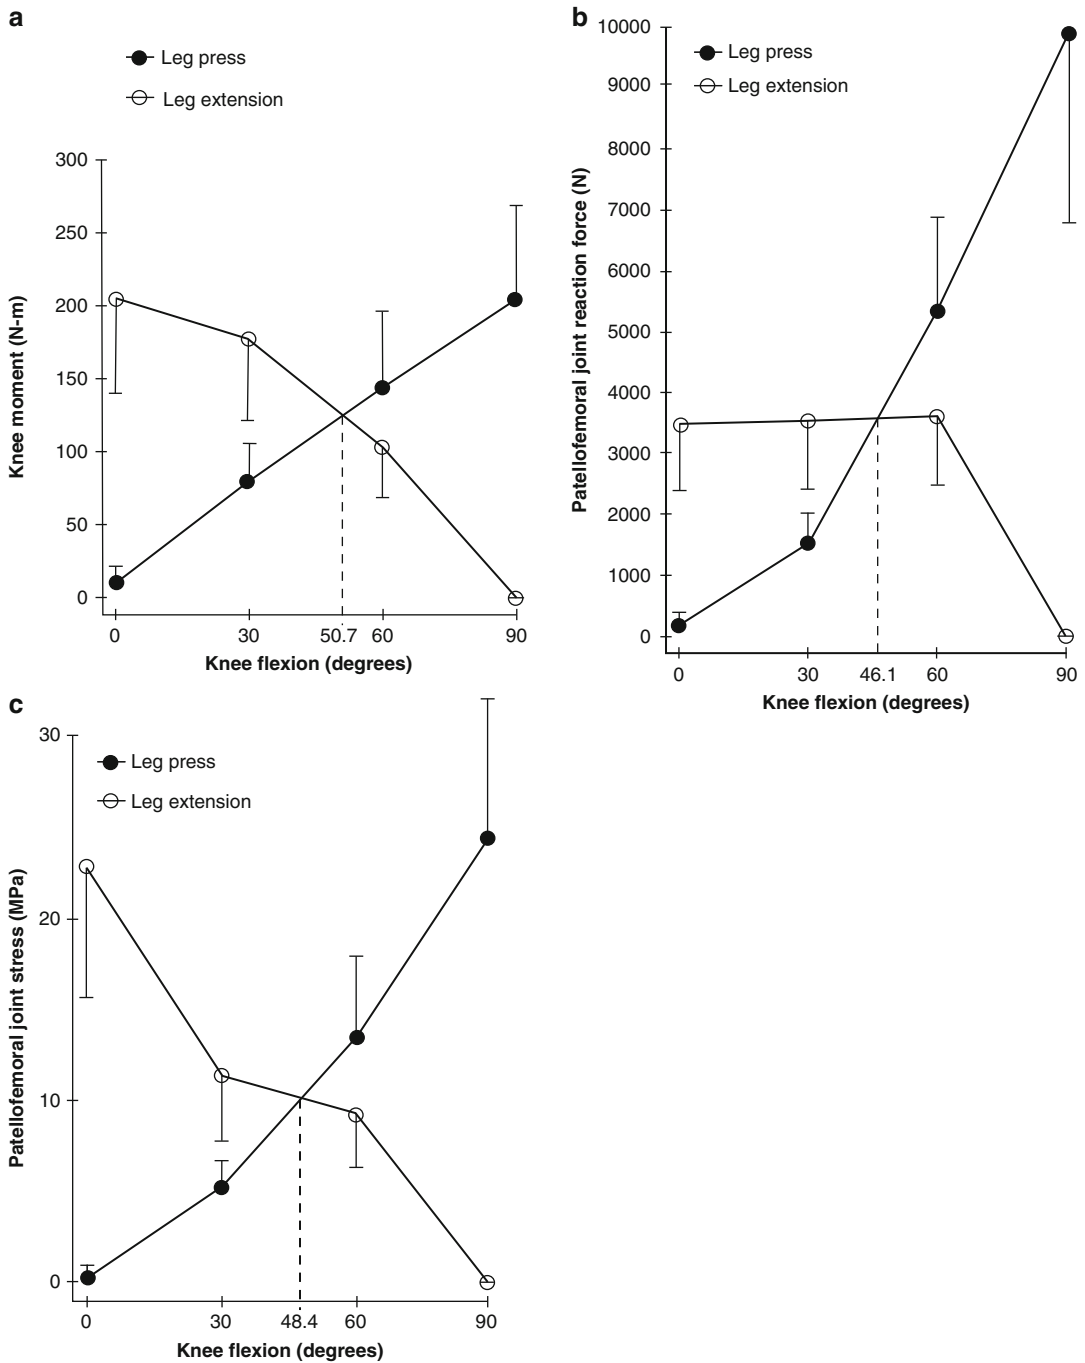 a
Leg press
Leg extension
300
250
200
150
100
50
0
Knee moment (N-m)
0 30 50.7 60 90
Knee flexion (degrees)
b
Leg press
Leg extension
10000
9000
8000
7000
6000
5000
4000
3000
2000
1000
0
Patellofemoral joint reaction force (N)
0 30 46.1 60 90
Knee flexion (degrees)
c
Leg press
Leg extension
30
20
10
0
Patellofemoral joint stress (MPa)
0 30 48.4 60 90
Knee flexion (degrees)